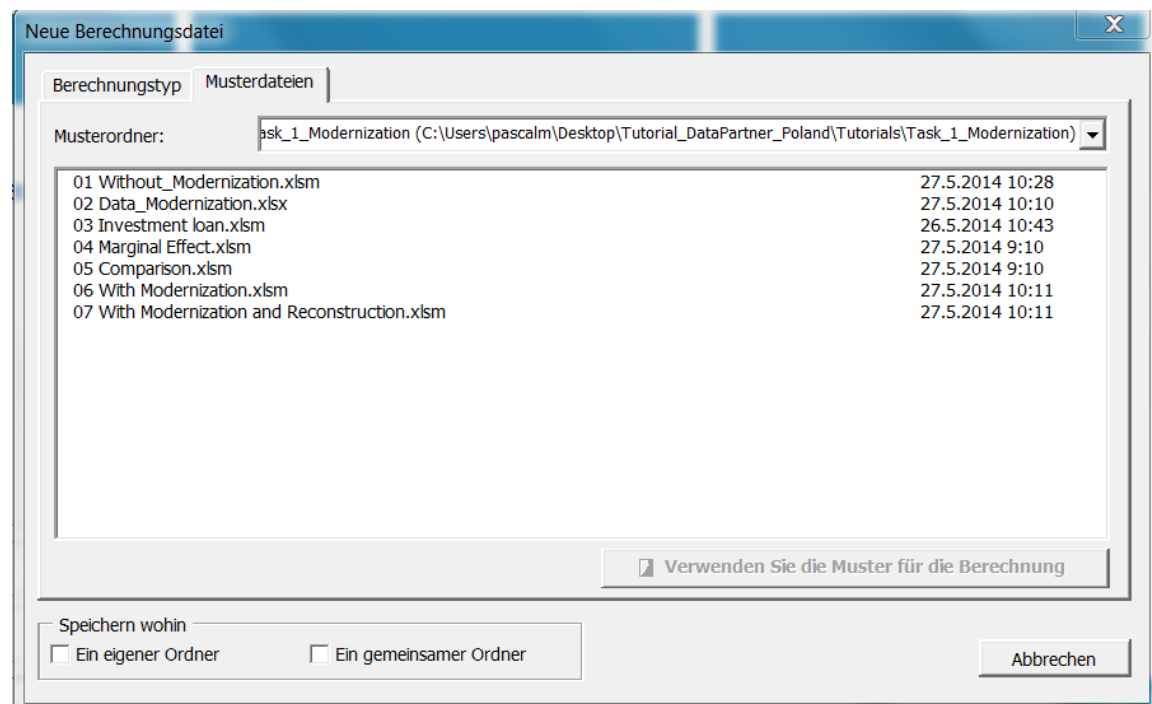 Neue Berechnungsdatei
Berechnungstyp Musterdateien
Musterordner: ask_1_Modernization (C:\Users\pascalm\Desktop\Tutorial_DataPartner_Poland\Tutorials\Task_1_Modernization)
01 Without_Modernization.xlsm 27.5.2014 10:28
02 Data_Modernization.xlsx 27.5.2014 10:10
03 Investment loan.xlsm 26.5.2014 10:43
04 Marginal Effect.xlsm 27.5.2014 9:10
05 Comparison.xlsm 27.5.2014 9:10
06 With Modernization.xlsm 27.5.2014 10:11
07 With Modernization and Reconstruction.xlsm 27.5.2014 10:11
Verwenden Sie die Muster für die Berechnung
Speichern wohin
Ein eigener Ordner Ein gemeinsamer Ordner
Abbrechen